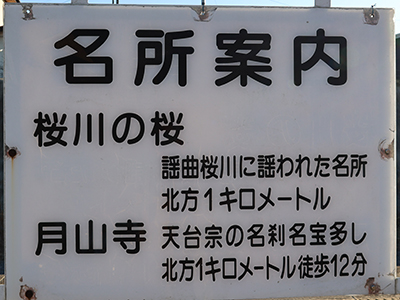 名所案内
桜川の桜
謡曲桜川に謡われた名所
北方1キロメートル
月山寺 天台宗の名刹名宝多し
北方1キロメートル徒歩12分